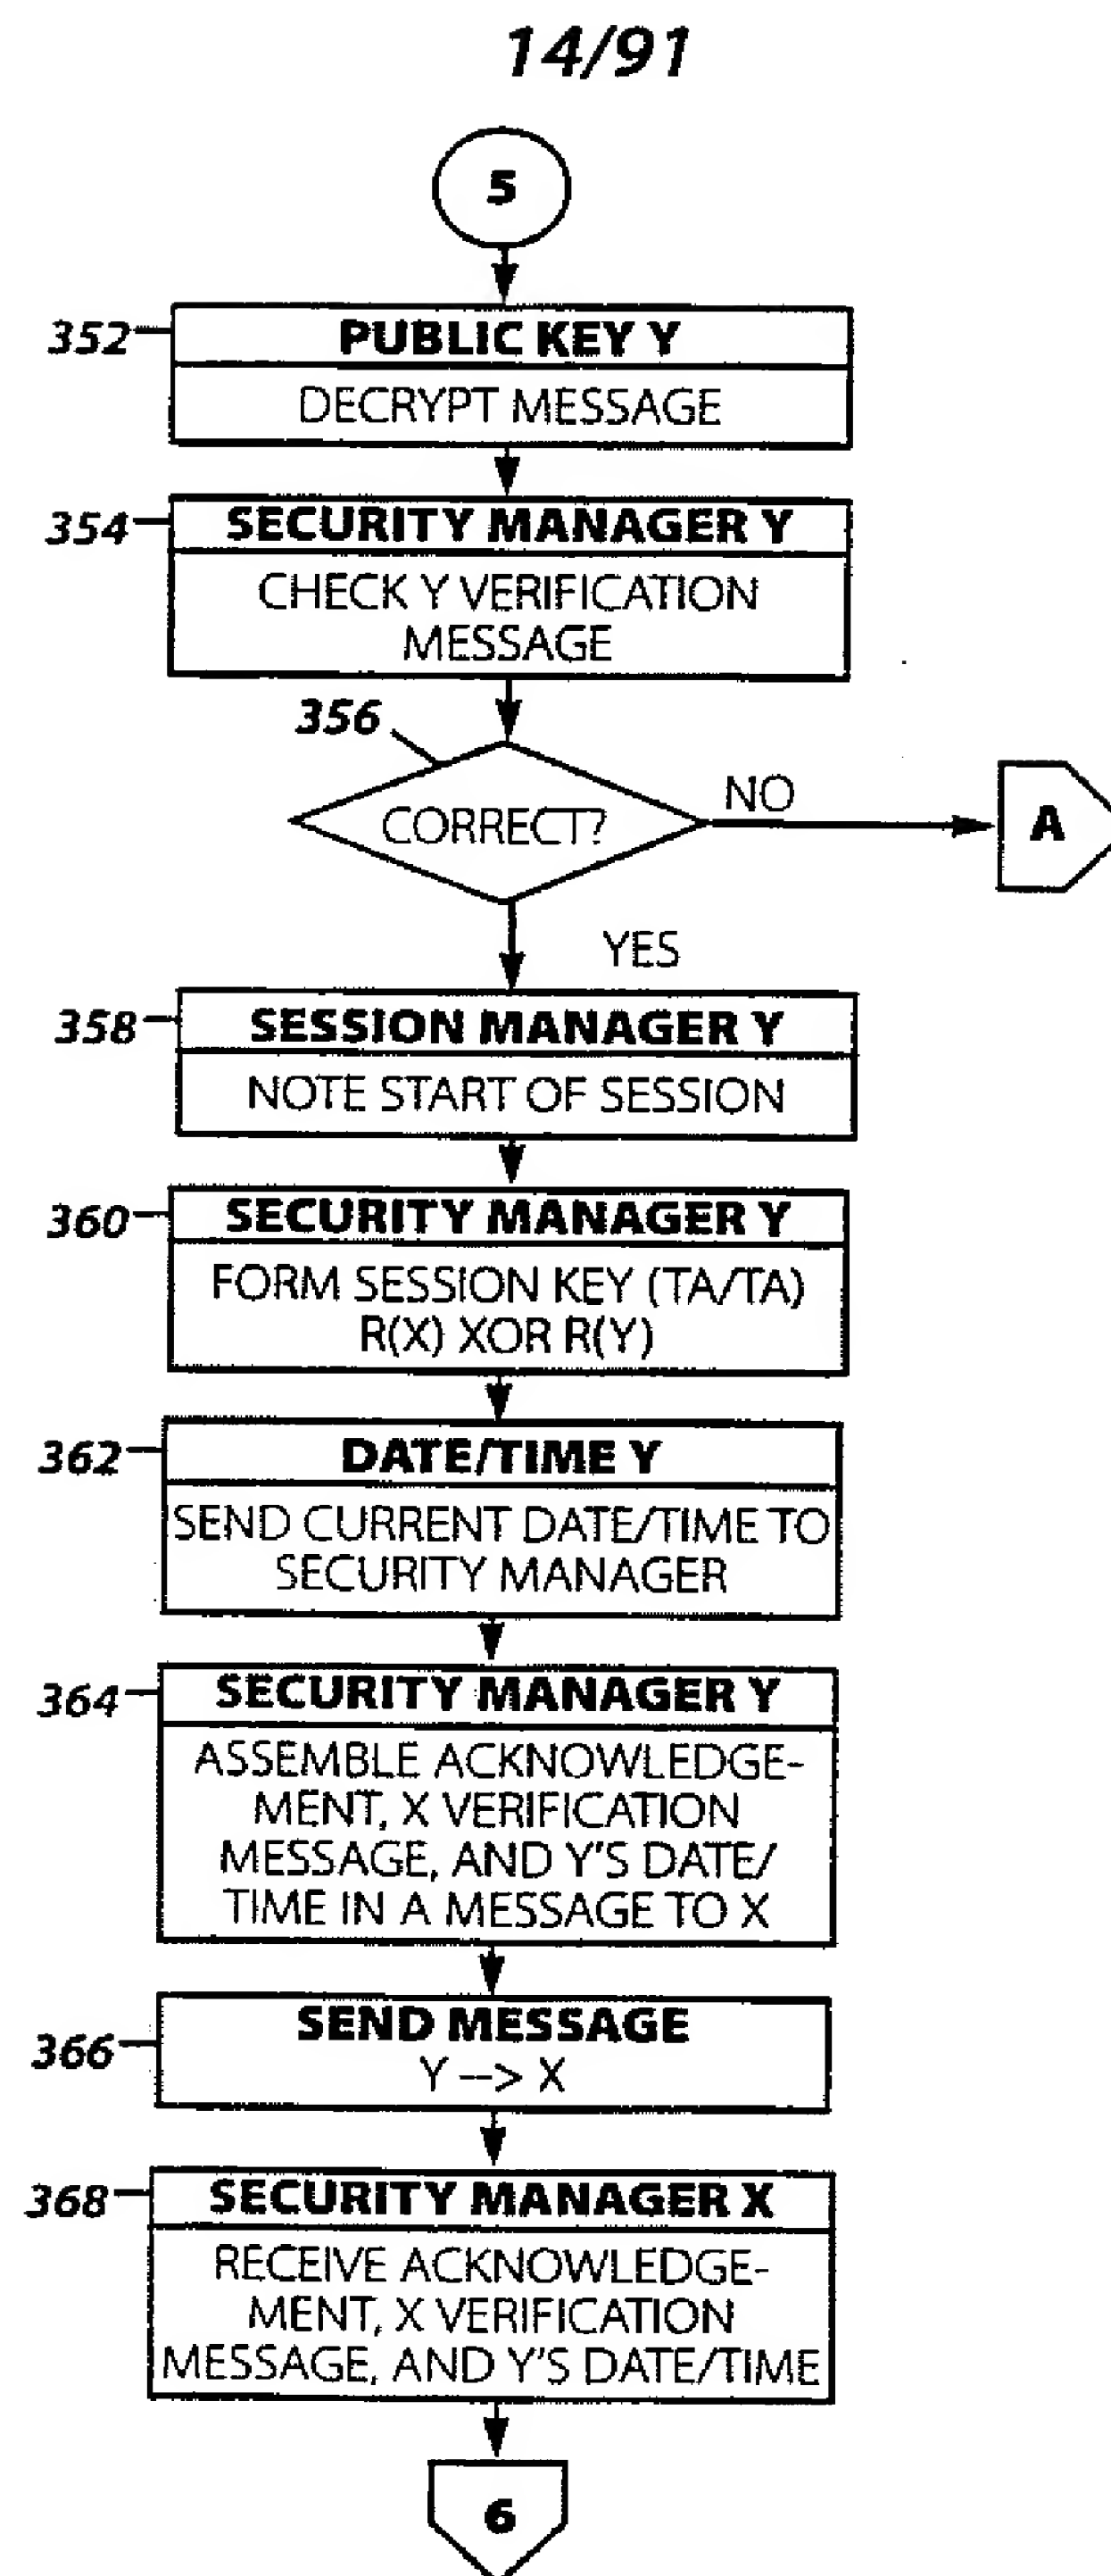 14/91
5
352
PUBLIC KEY Y
DECRYPT MESSAGE
354
SECURITY MANAGER Y
CHECK Y VERIFICATION
MESSAGE
356
CORRECT?
NO
A
YES
358
SESSION MANAGER Y
NOTE START OF SESSION
360
SECURITY MANAGER Y
FORM SESSION KEY (TA/TA)
R(X) XOR R(Y)
362
DATE/TIME Y
SEND CURRENT DATE/TIME TO
SECURITY MANAGER
364
SECURITY MANAGER Y
ASSEMBLE ACKNOWLEDGE-
MENT, X VERIFICATION
MESSAGE, AND Y'S DATE/
TIME IN A MESSAGE TO X
366
SEND MESSAGE
Y --> X
368
SECURITY MANAGER X
RECEIVE ACKNOWLEDGE-
MENT, X VERIFICATION
MESSAGE, AND Y'S DATE/TIME
6